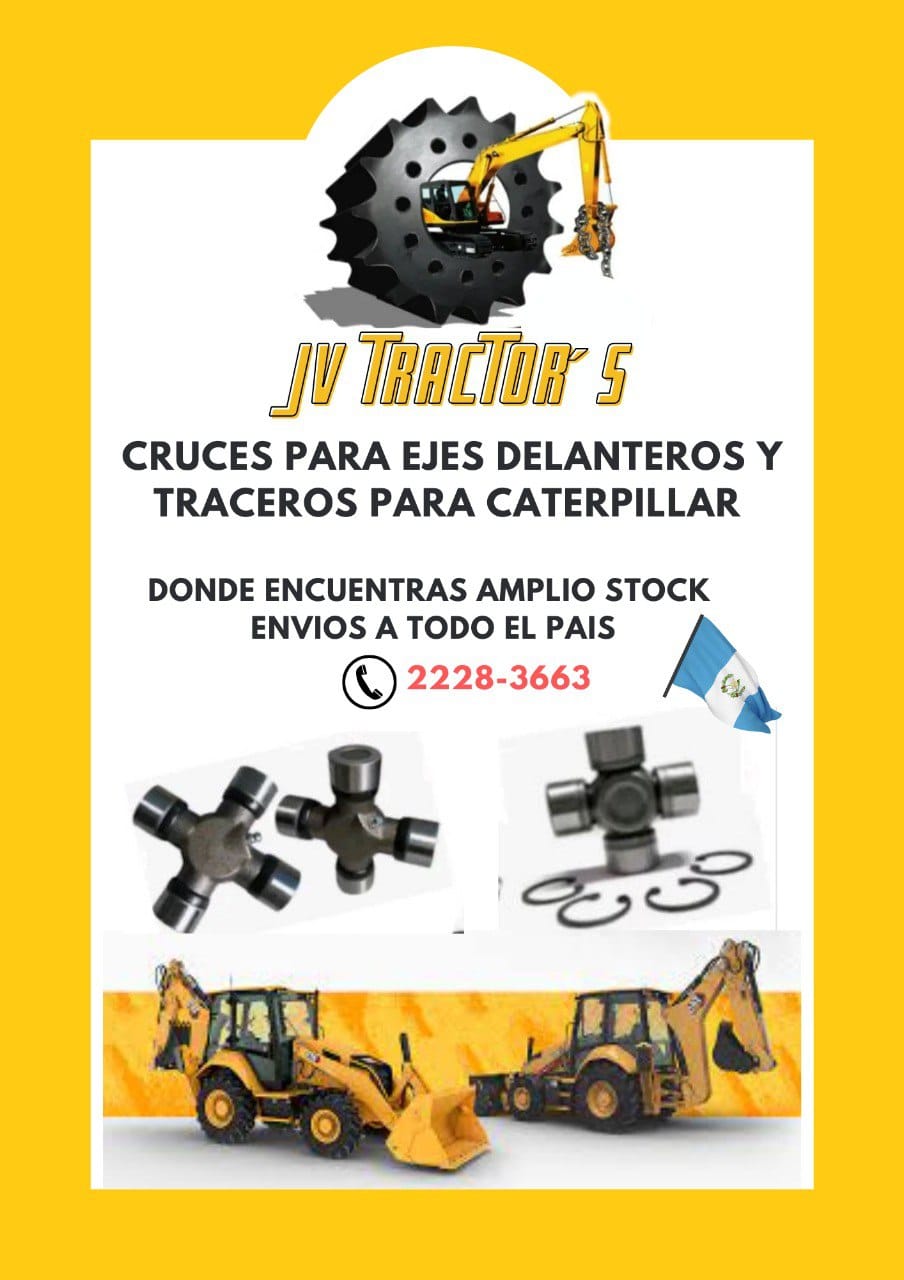 JV TRACTOR´S
CRUCES PARA EJES DELANTEROS Y
TRACEROS PARA CATERPILLAR
DONDE ENCUENTRAS AMPLIO STOCK
ENVIOS A TODO EL PAIS
2228-3663